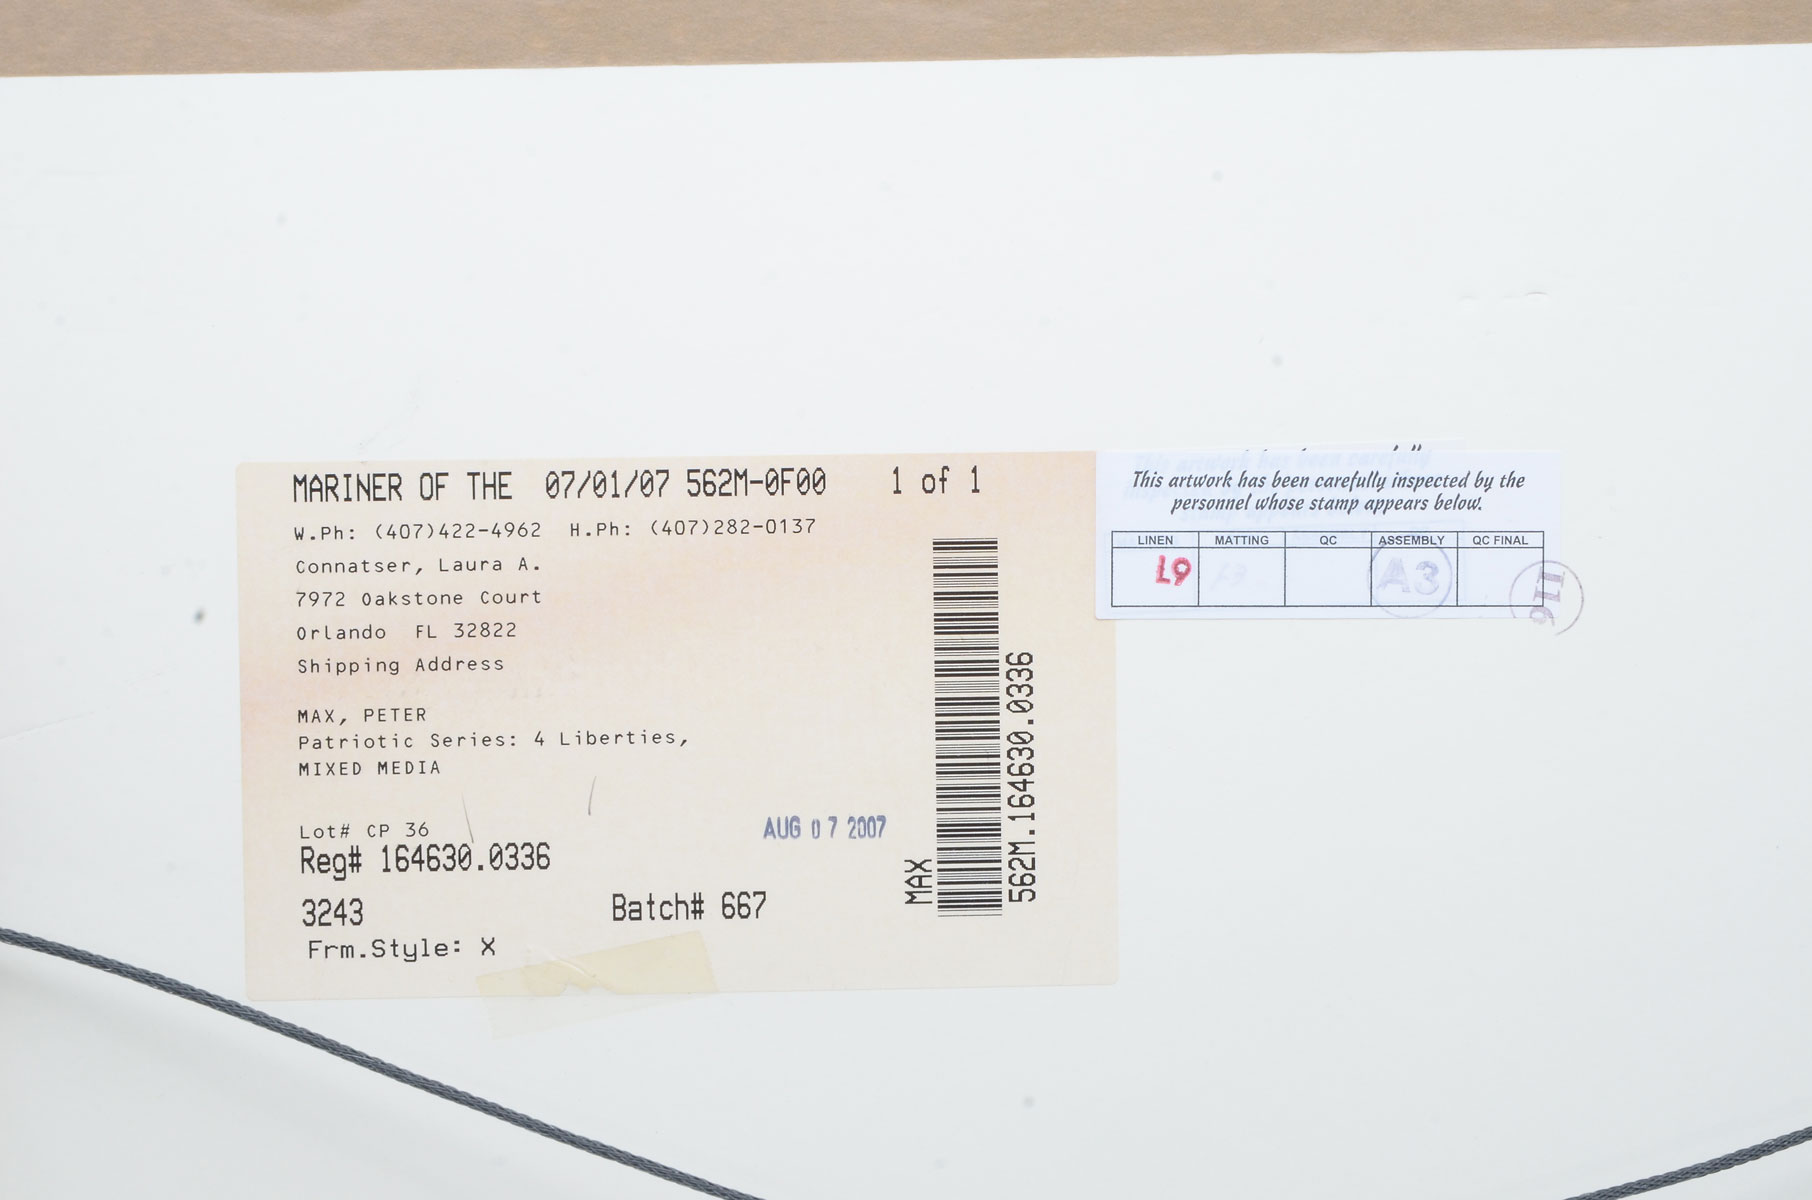 MARINER OF THE 07/01/07 562M-0F00 1 of 1
W.Ph: (407)422-4962 H.Ph: (407)282-0137
Connatser, Laura A.
7972 Oakstone Court
Orlando FL 32822
Shipping Address
MAX, PETER
Patriotic Series: 4 Liberties,
MIXED MEDIA
Lot# CP 36
AUG 07 2007
Reg# 164630.0336
3243 Batch# 667
Frm.Style: X
MAX
562M.164630.0336
This artwork has been carefully inspected by the
personnel whose stamp appears below.
LINEN MATTING QC ASSEMBLY QC FINAL
L9 A3